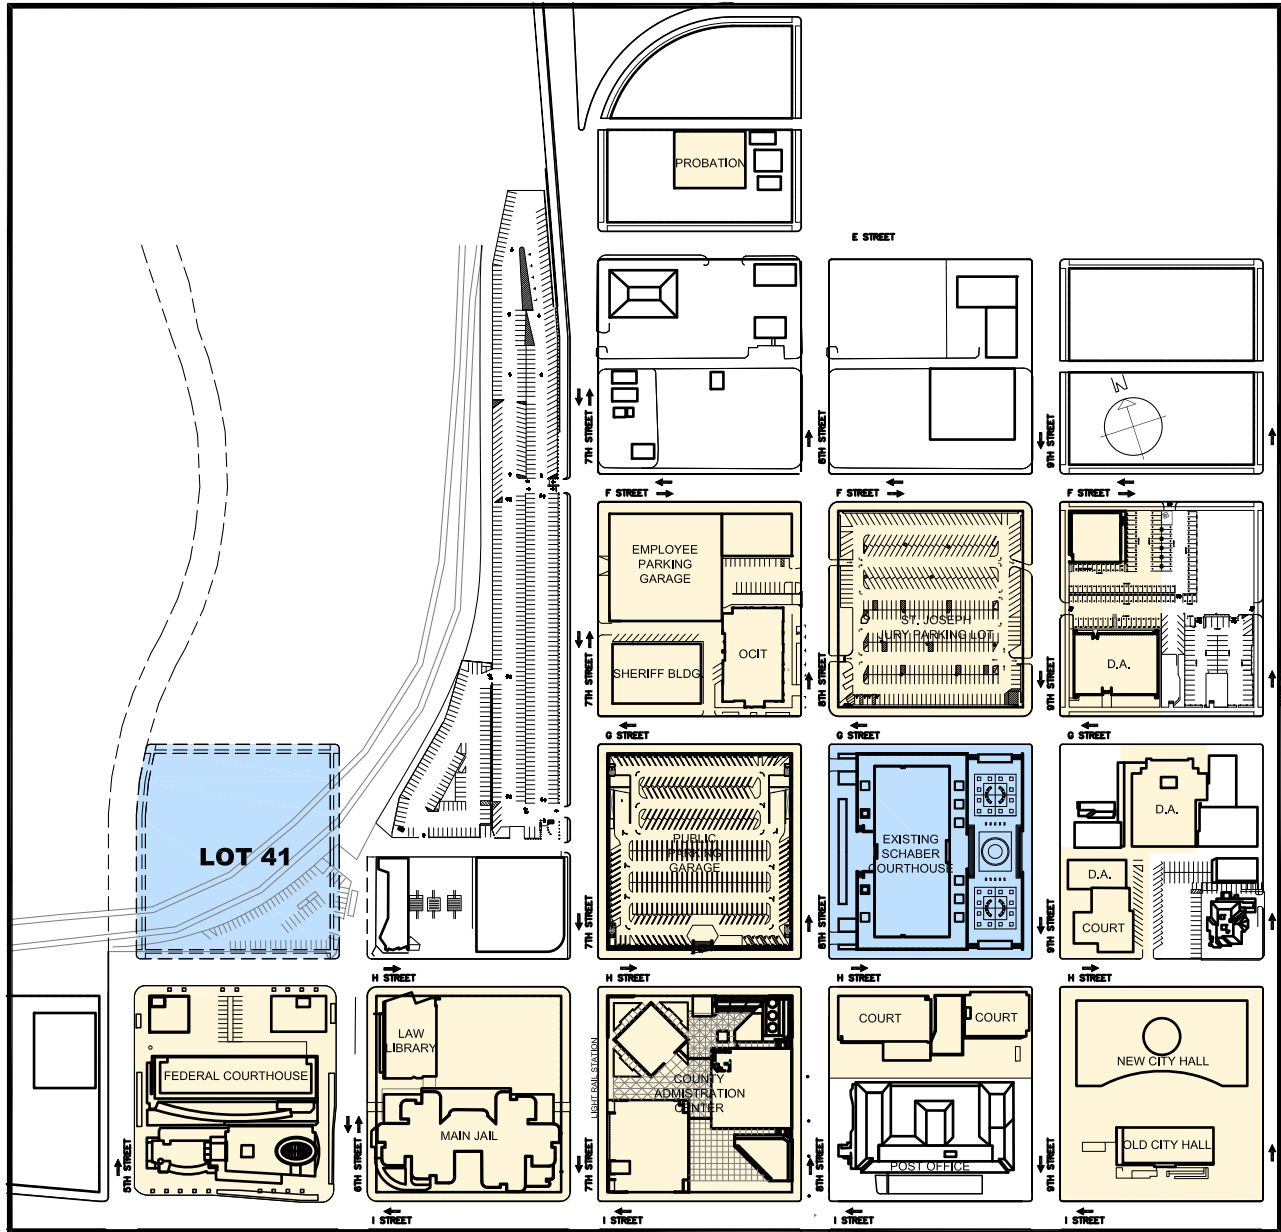 PROBATION
E STREET
N
7TH STREET
8TH STREET
9TH STREET
F STREET
F STREET
F STREET
EMPLOYEE
PARKING
GARAGE
SHERIFF BLDG.
OCIT
ST. JOSEPH
JURY PARKING LOT
D.A.
7TH STREET
8TH STREET
9TH STREET
G STREET
G STREET
G STREET
LOT 41
PUBLIC
PARKING
GARAGE
EXISTING
SCHABER
COURTHOUSE
D.A.
D.A.
COURT
7TH STREET
8TH STREET
9TH STREET
H STREET
H STREET
H STREET
H STREET
FEDERAL COURTHOUSE
LAW
LIBRARY
MAIN JAIL
LIGHT RAIL STATION
COUNTY
ADMISTRATION
CENTER
COURT
COURT
POST OFFICE
NEW CITY HALL
OLD CITY HALL
5TH STREET
6TH STREET
7TH STREET
8TH STREET
9TH STREET
I STREET
I STREET
I STREET
I STREET